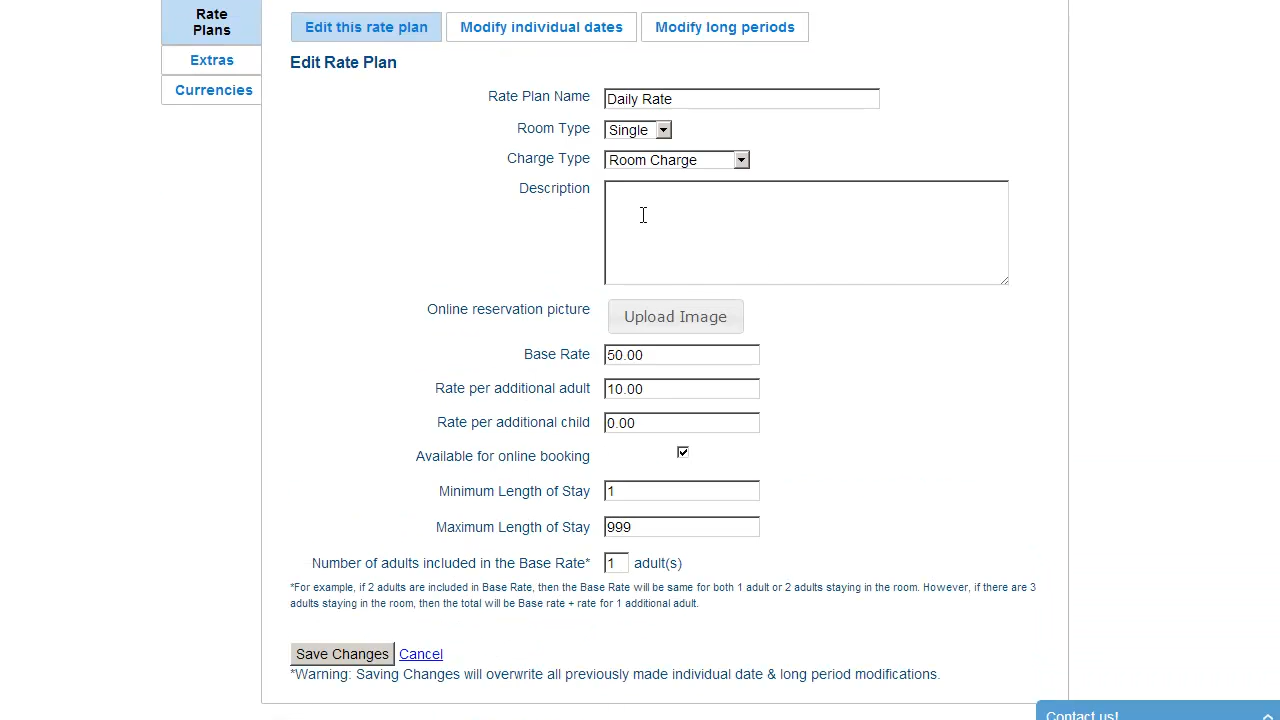 Rate
Plans
Edit this rate plan
Modify individual dates
Modify long periods
Extras
Currencies
Edit Rate Plan
Rate Plan Name
Daily Rate
Room Type
Single
Charge Type
Room Charge
Description
Online reservation picture
Upload Image
Base Rate
50.00
Rate per additional adult
10.00
Rate per additional child
0.00
Available for online booking
Minimum Length of Stay
1
Maximum Length of Stay
999
Number of adults included in the Base Rate*
1
adult(s)
*For example, if 2 adults are included in Base Rate, then the Base Rate will be same for both 1 adult or 2 adults staying in the room. However, if there are 3
adults staying in the room, then the total will be Base rate + rate for 1 additional adult.
Save Changes
Cancel
*Warning: Saving Changes will overwrite all previously made individual date & long period modifications.
Contact us!